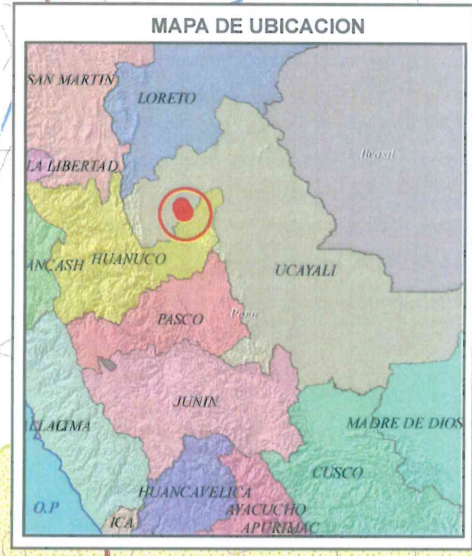 MAPA DE UBICACION
SAN MARTIN
LORETO
LA LIBERTAD
Brasil
ANCASH
HUANUCO
UCAYALI
PASCO
Peru
JUNIN
LIMA
MADRE DE DIOS
CUSCO
HUANCAVELICA
AYACUCHO
O.P
ICA
APURIMAC